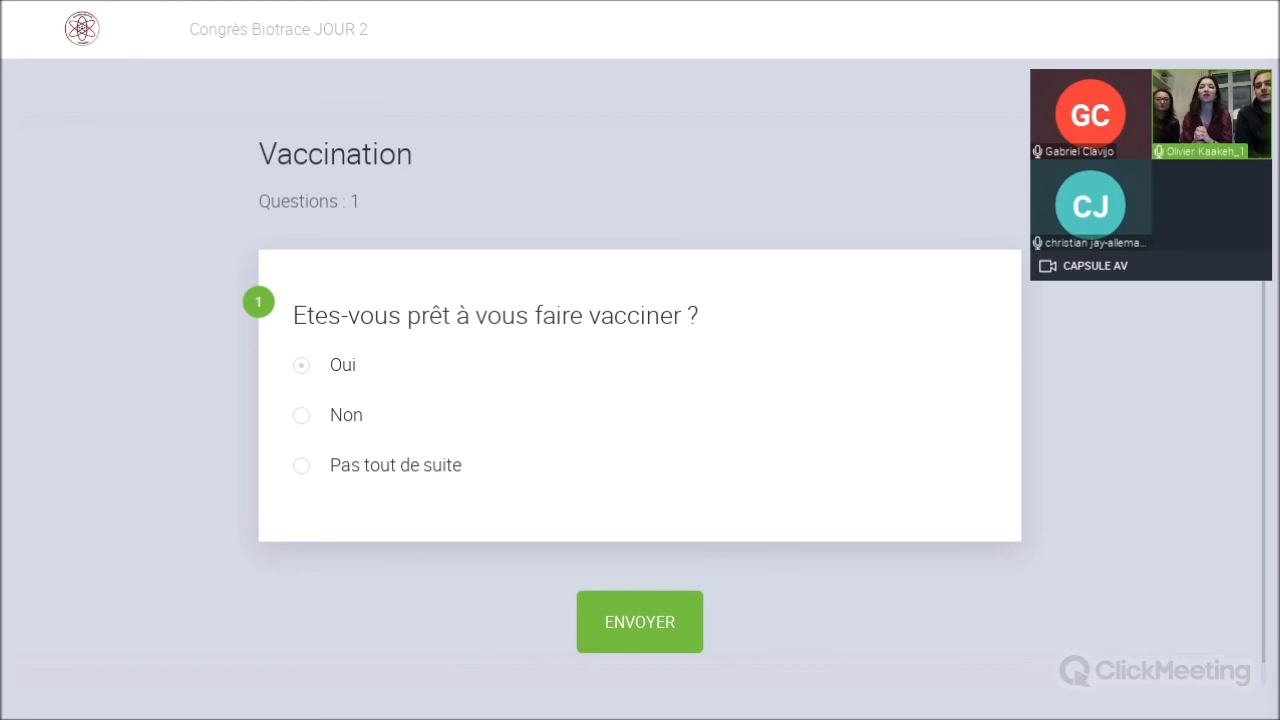 Congrès Biotrace JOUR 2
Vaccination
Questions : 1
1
Etes-vous prêt à vous faire vacciner ?
Oui
Non
Pas tout de suite
ENVOYER
GC
Gabriel Clavijo
Olivier Kaakeh_1
CJ
christian jay-allema...
CAPSULE AV
ClickMeeting